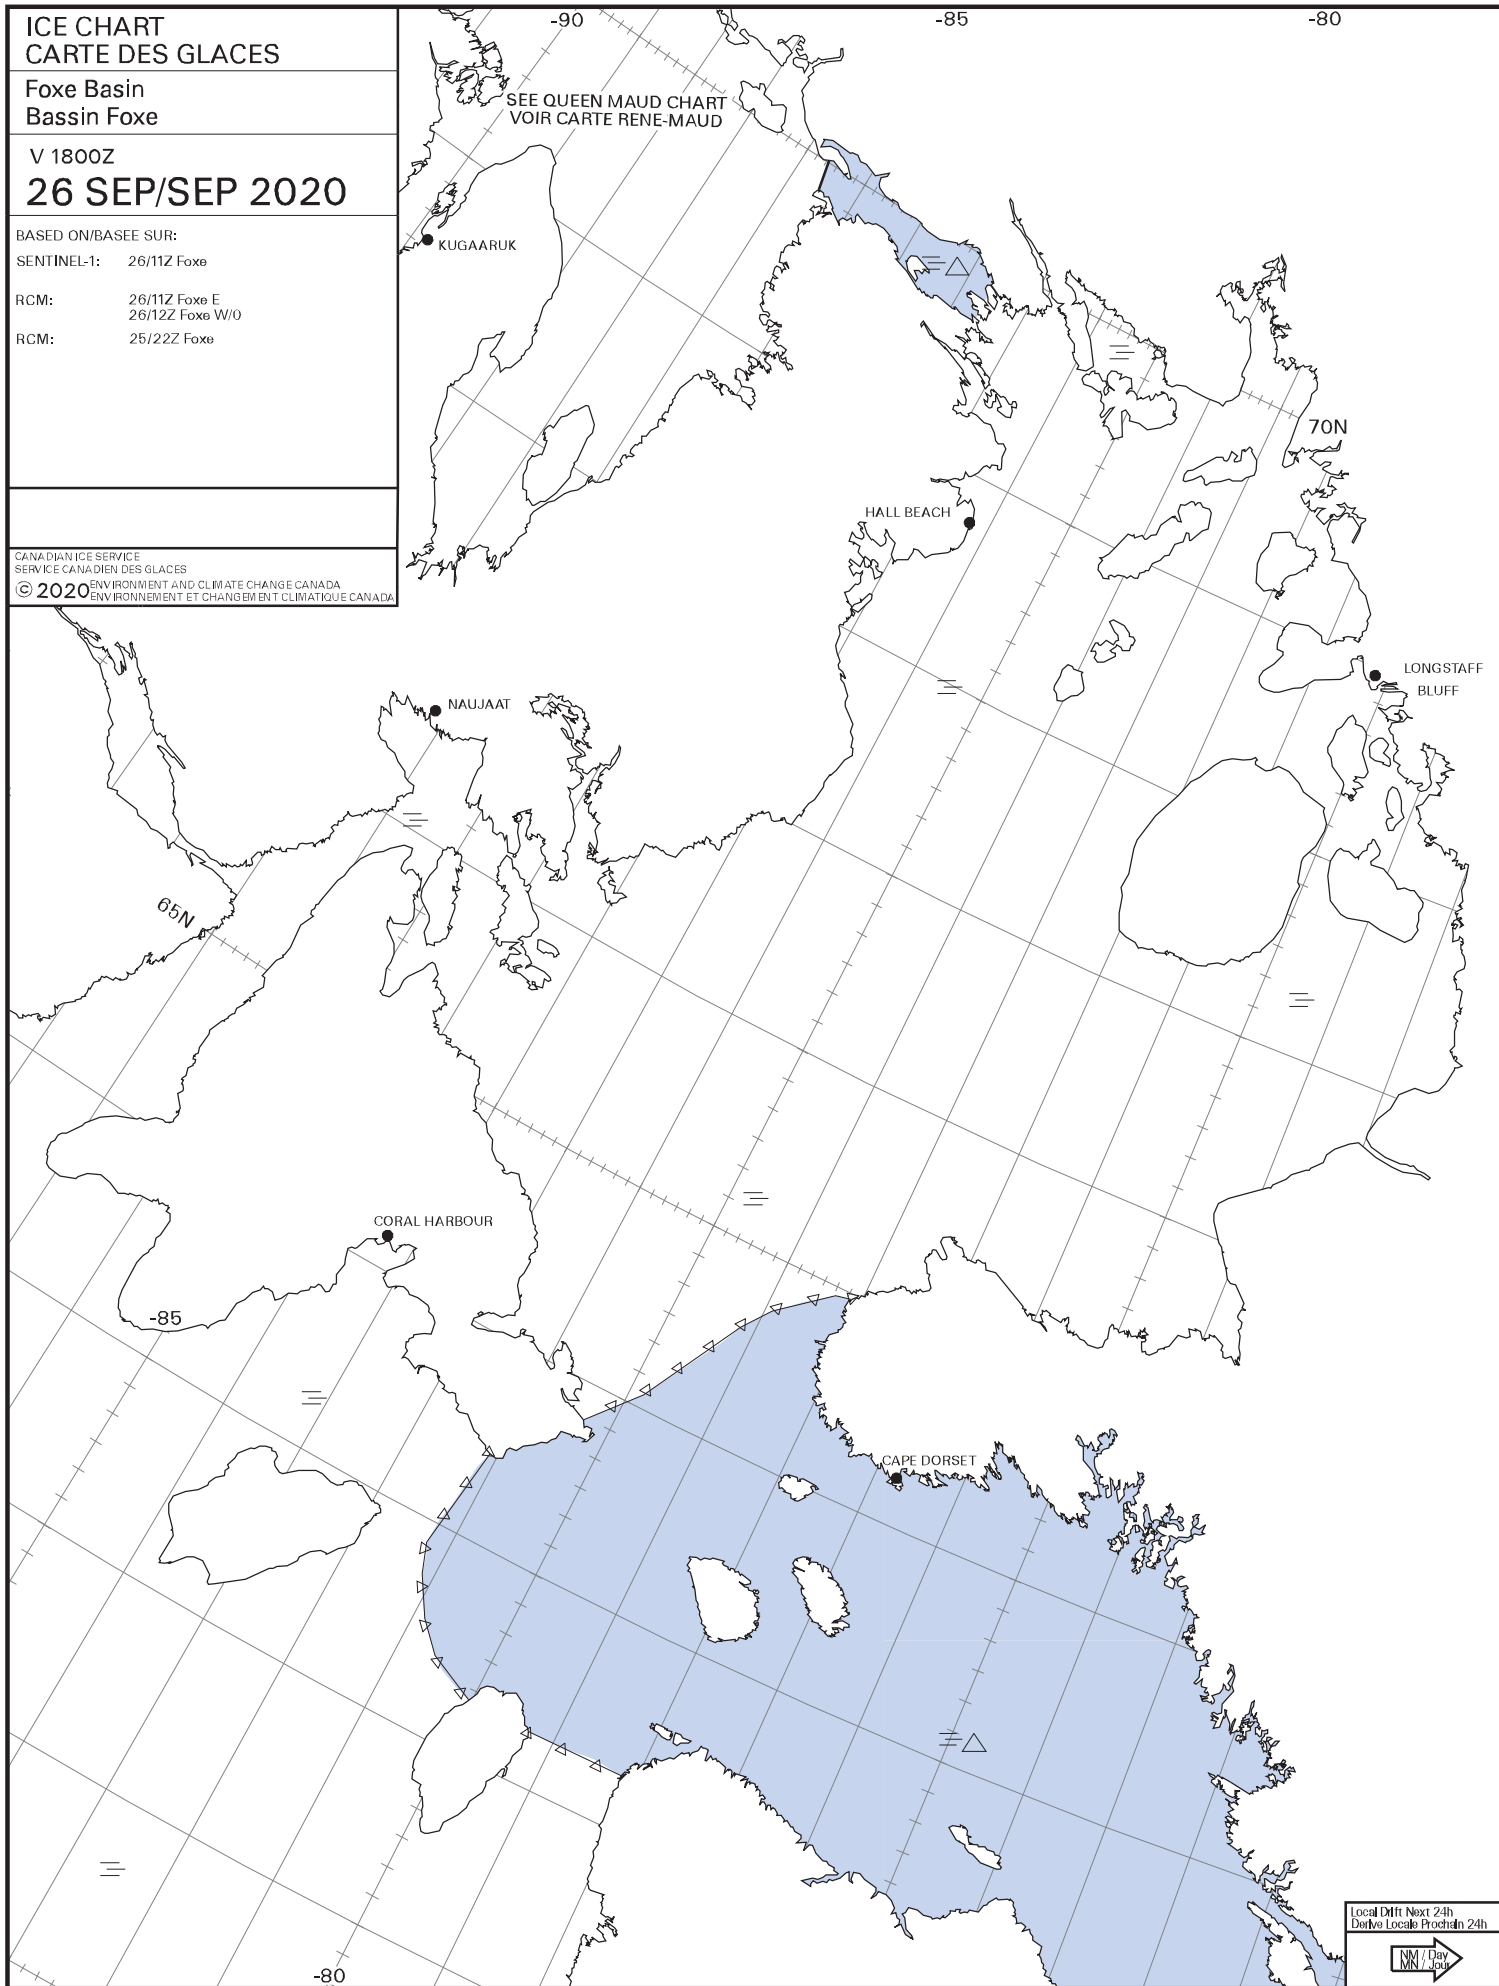 ICE CHART
CARTE DES GLACES
Foxe Basin
Bassin Foxe
V 1800Z
26 SEP/SEP 2020
BASED ON/BASEE SUR:
SENTINEL-1: 26/11Z Foxe
RCM: 26/11Z Foxe E
26/12Z Foxe W/O
RCM: 25/22Z Foxe
CANADIAN ICE SERVICE
SERVICE CANADIEN DES GLACES
© 2020 ENVIRONMENT AND CLIMATE CHANGE CANADA
ENVIRONNEMENT ET CHANGEMENT CLIMATIQUE CANADA
-90
-85
-80
SEE QUEEN MAUD CHART
VOIR CARTE RENE-MAUD
KUGAARUK
70N
HALL BEACH
LONGSTAFF
BLUFF
NAUJAAT
65N
CORAL HARBOUR
-85
CAPE DORSET
-80
Local Drift Next 24h
Derive Locale Prochain 24h
NM / Day
MN / Jour